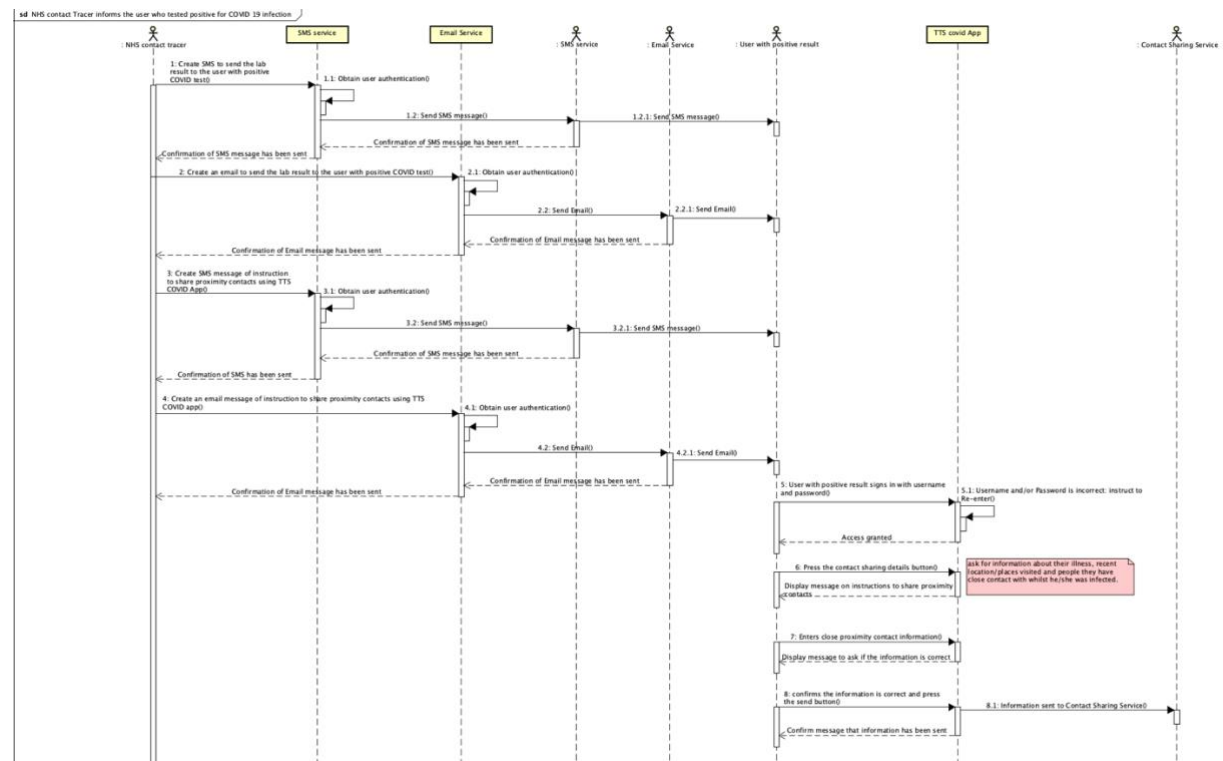 sd NHS contact Tracer informs the user who tested positive for COVID 19 infection
: NHS contact tracer
SMS service
Email Service
: SMS service
: Email Service
: User with positive result
TTS covid App
: Contact Sharing Service
1: Create SMS to send the lab
result to the user with positive
COVID test()
1.1: Obtain user authentication()
1.2: Send SMS message()
1.2.1: Send SMS message()
Confirmation of SMS message has been sent
Confirmation of SMS message has been sent
2: Create an email to send the lab result to the user with positive COVID test()
2.1: Obtain user authentication()
2.2: Send Email()
2.2.1: Send Email()
Confirmation of Email message has been sent
Confirmation of Email message has been sent
3: Create SMS message of instruction
to share proximity contacts using TTS
COVID App()
3.1: Obtain user authentication()
3.2: Send SMS message()
3.2.1: Send SMS message()
Confirmation of SMS message has been sent
Confirmation of SMS has been sent
4: Create an email message of instruction to share proximity contacts using TTS
COVID app()
4.1: Obtain user authentication()
4.2: Send Email()
4.2.1: Send Email()
Confirmation of Email message has been sent
Confirmation of Email message has been sent
5: User with positive result signs in with username
and password()
5.1: Username and/or Password is incorrect: instruct to
Re-enter()
Access granted
6: Press the contact sharing details button()
ask for information about their illness, recent
location/places visited and people they have
close contact with whilst he/she was infected.
Display message on instructions to share proximity
contacts
7: Enters close proximity contact information()
Display message to ask if the information is correct
8: confirms the information is correct and press
the send button()
8.1: Information sent to Contact Sharing Service()
Confirm message that information has been sent